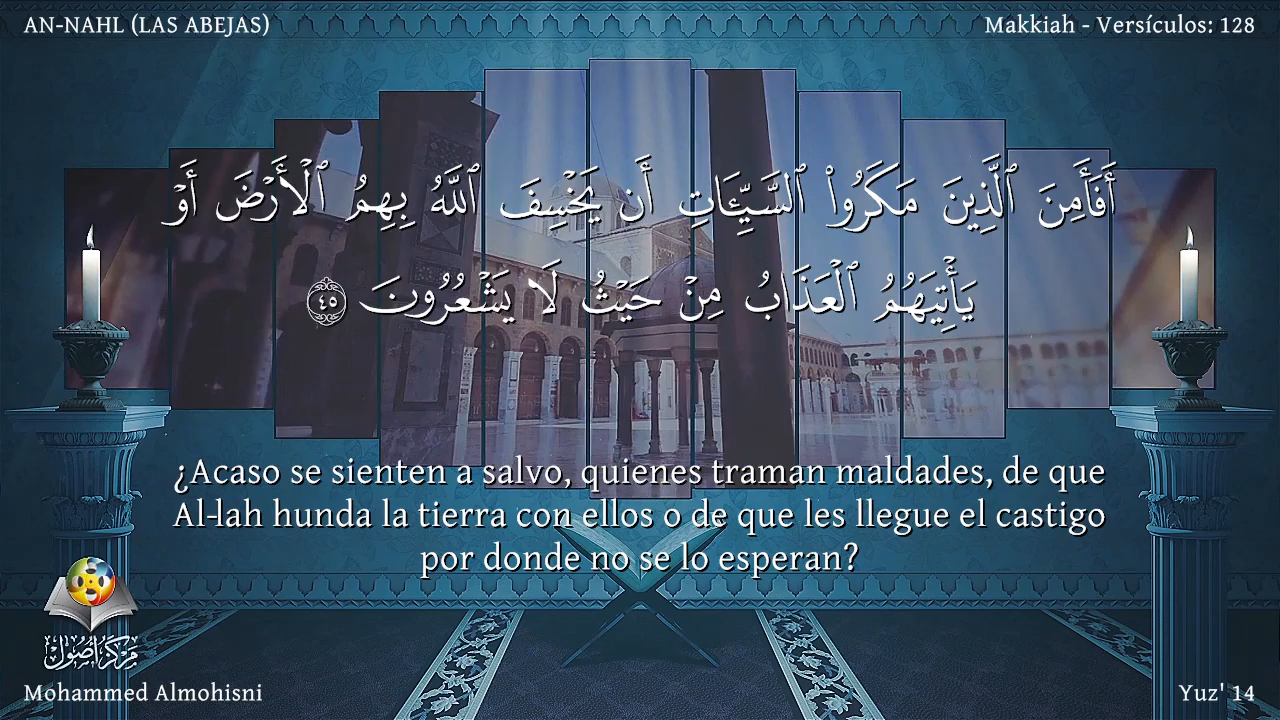 AN-NAHL (LAS ABEJAS)
Makkiah - Versículos: 128
أَفَأَمِنَ ٱلَّذِينَ مَكَرُوا۟ ٱلسَّيِّـَٔاتِ أَن يَخْسِفَ ٱللَّهُ بِهِمُ ٱلْأَرْضَ أَوْ
يَأْتِيَهُمُ ٱلْعَذَابُ مِنْ حَيْثُ لَا يَشْعُرُونَ ٤٥
¿Acaso se sienten a salvo, quienes traman maldades, de que
Al-lah hunda la tierra con ellos o de que les llegue el castigo
por donde no se lo esperan?
مركز أصول
Mohammed Almohisni
Yuz' 14